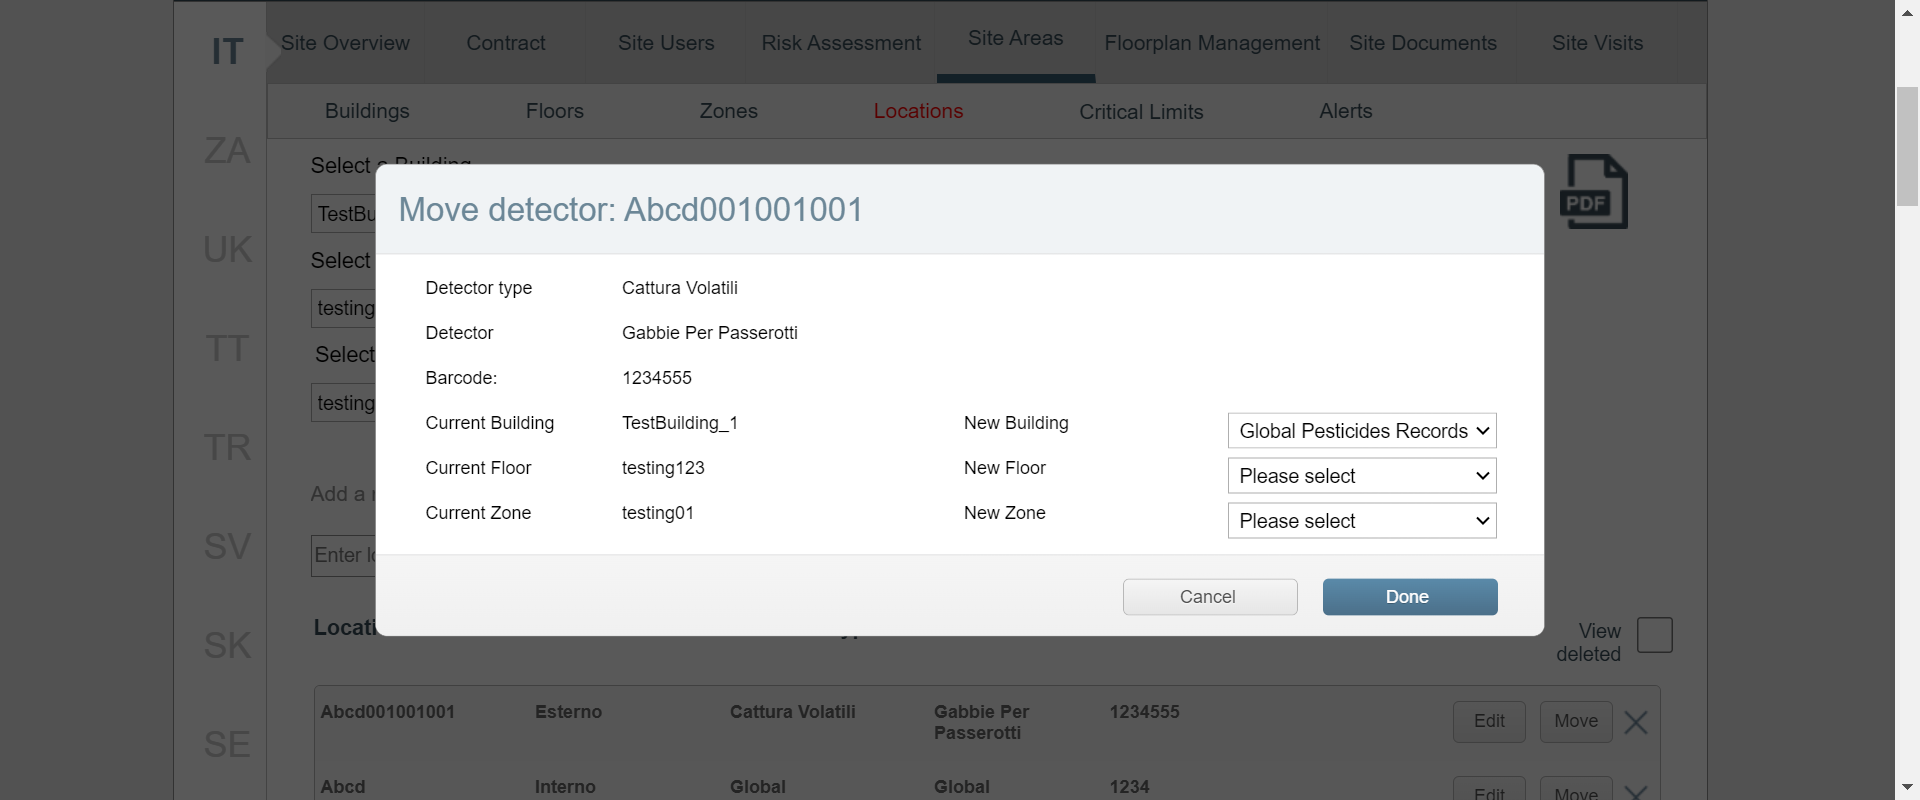 IT
Site Overview
Contract
Site Users
Risk Assessment
Site Areas
Floorplan Management
Site Documents
Site Visits
Buildings
Floors
Zones
Locations
Critical Limits
Alerts
ZA
UK
TT
TR
SV
SK
SE
Select a Building
TestBu
Select
testing
Select
testing
Add a
Enter
PDF
Move detector: Abcd001001001
Detector type
Cattura Volatili
Detector
Gabbie Per Passerotti
Barcode:
1234555
Current Building
TestBuilding_1
New Building
Global Pesticides Records
Current Floor
testing123
New Floor
Please select
Current Zone
testing01
New Zone
Please select
Cancel
Done
Locati
View
deleted
Abcd001001001
Esterno
Cattura Volatili
Gabbie Per
Passerotti
1234555
Edit
Move
Abcd
Interno
Global
Global
1234
Edit
Move